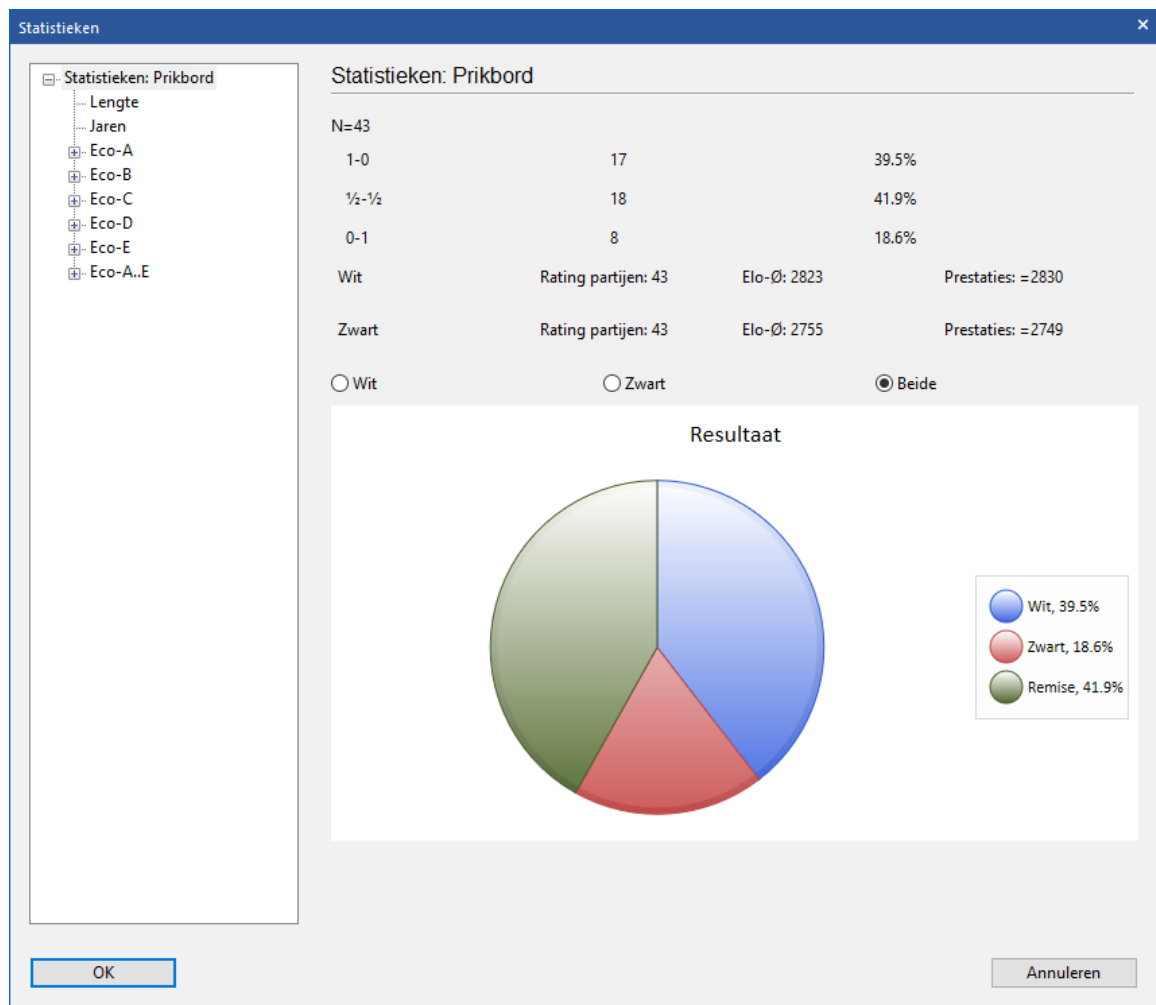 Statistieken
Statistieken: Prikbord
Lengte
Jaren
Eco-A
Eco-B
Eco-C
Eco-D
Eco-E
Eco-A..E
Statistieken: Prikbord
N=43
1-0 17 39.5%
½-½ 18 41.9%
0-1 8 18.6%
Wit Rating partijen: 43 Elo-Ø: 2823 Prestaties: =2830
Zwart Rating partijen: 43 Elo-Ø: 2755 Prestaties: =2749
Wit Zwart Beide
Resultaat
Wit, 39.5%
Zwart, 18.6%
Remise, 41.9%
OK Annuleren